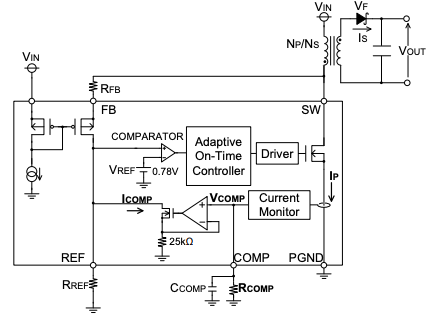 VIN
VF
IS
NP/NS
VOUT
VIN
RFB
FB
SW
COMPARATOR
Adaptive
On-Time
Controller
Driver
VREF
0.78V
IP
ICOMP
VCOMP
Current
Monitor
25kΩ
REF
COMP
PGND
RREF
CCOMP
RCOMP